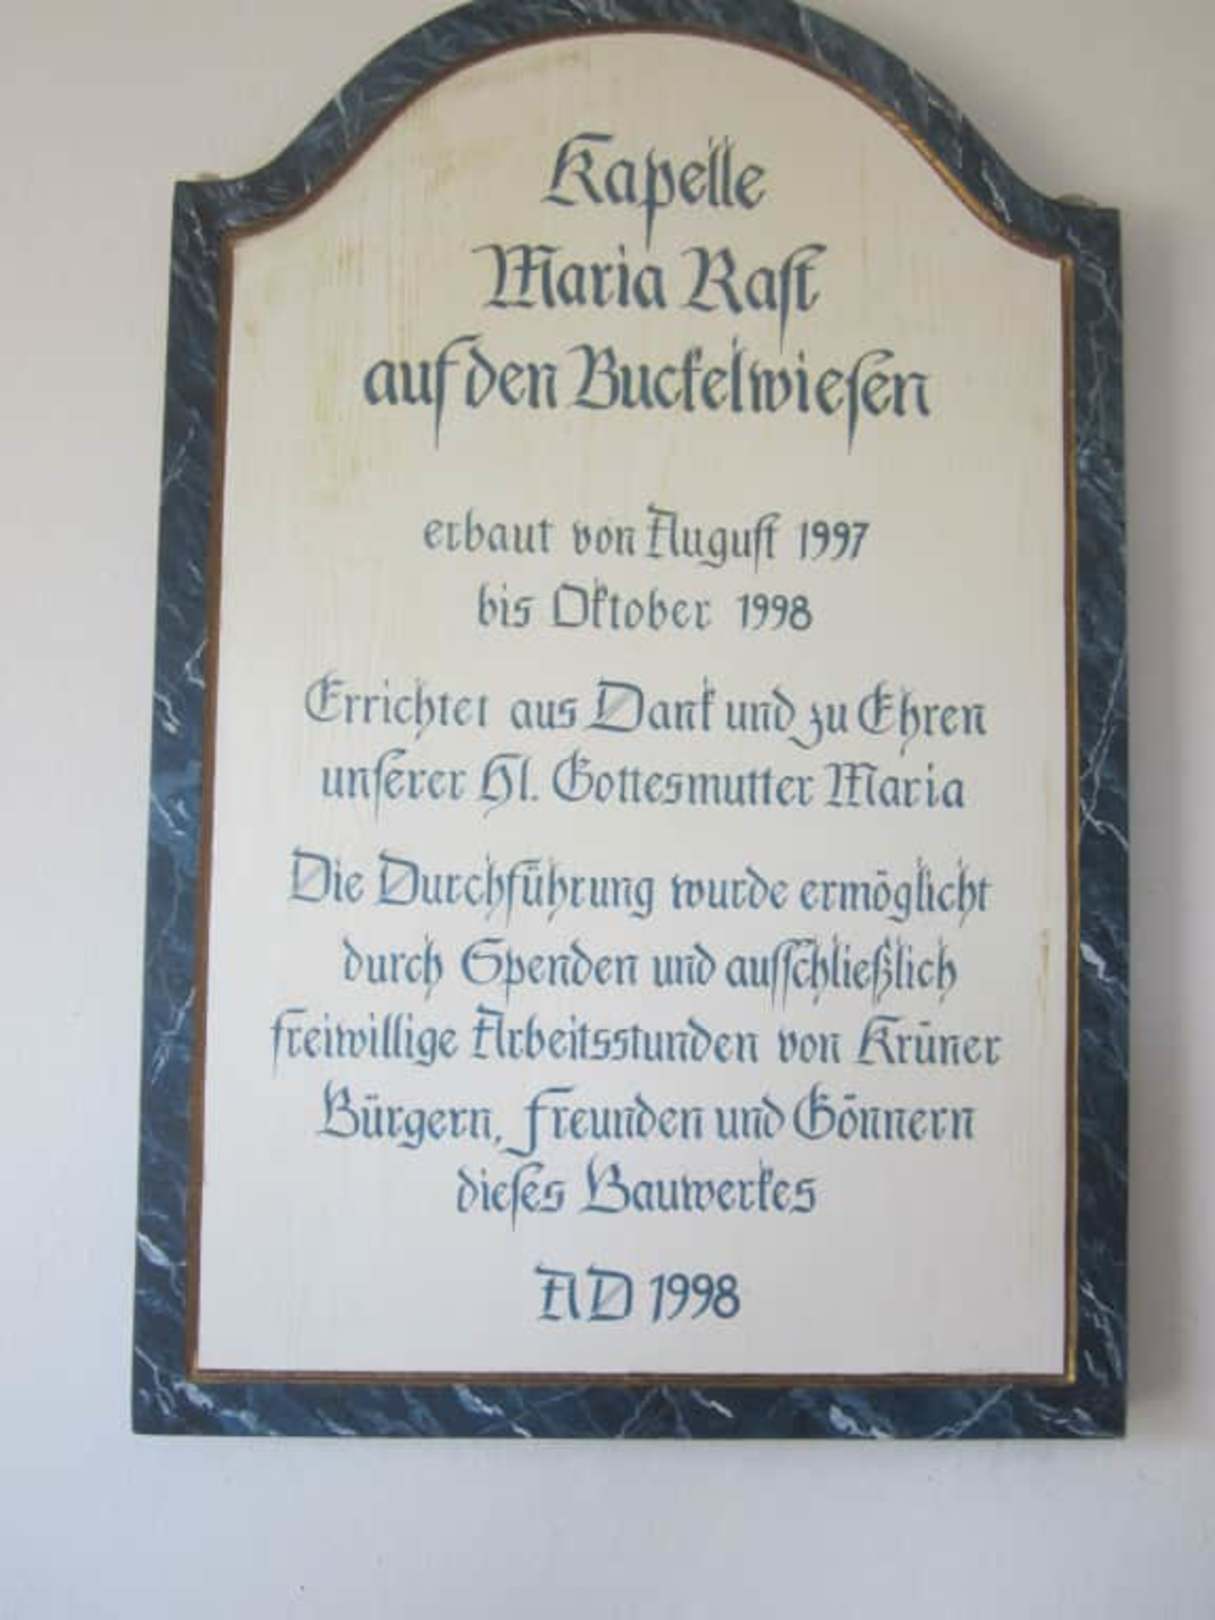 Kapelle
Maria Raſt
auf den Buckelwieſen
erbaut von Auguſt 1997
bis Oktober 1998
Errichtet aus Dank und zu Ehren
unſerer Hl. Gottesmutter Maria
Die Durchführung wurde ermöglicht
durch Spenden und auſſchließlich
freiwillige Arbeitsstunden von Krüner
Bürgern, Freunden und Gönnern
dieſes Bauwerkes
AD 1998